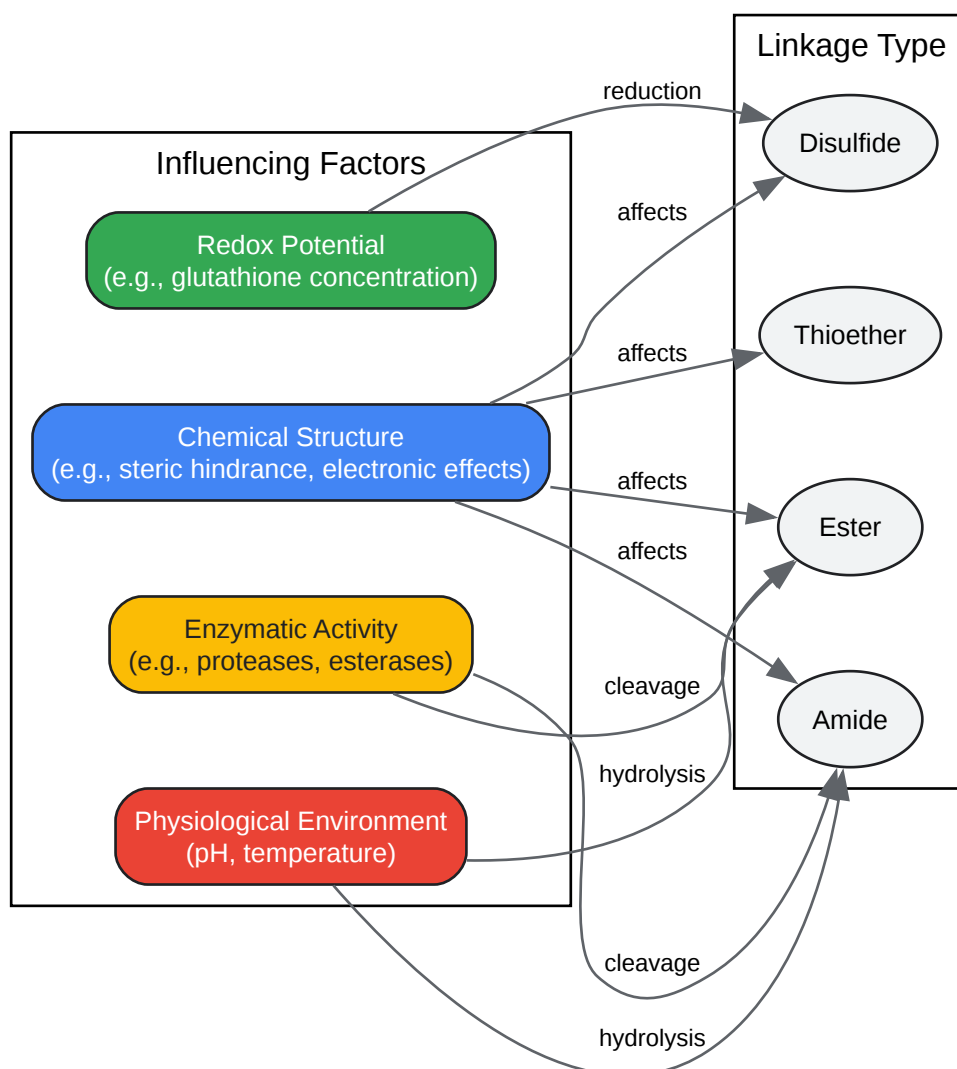 Linkage Type
reduction
Disulfide
Influencing Factors
affects
Redox Potential
(e.g., glutathione concentration)
affects
Thioether
Chemical Structure
(e.g., steric hindrance, electronic effects)
affects
Ester
affects
Enzymatic Activity
(e.g., proteases, esterases)
cleavage
Amide
hydrolysis
Physiological Environment
(pH, temperature)
cleavage
hydrolysis